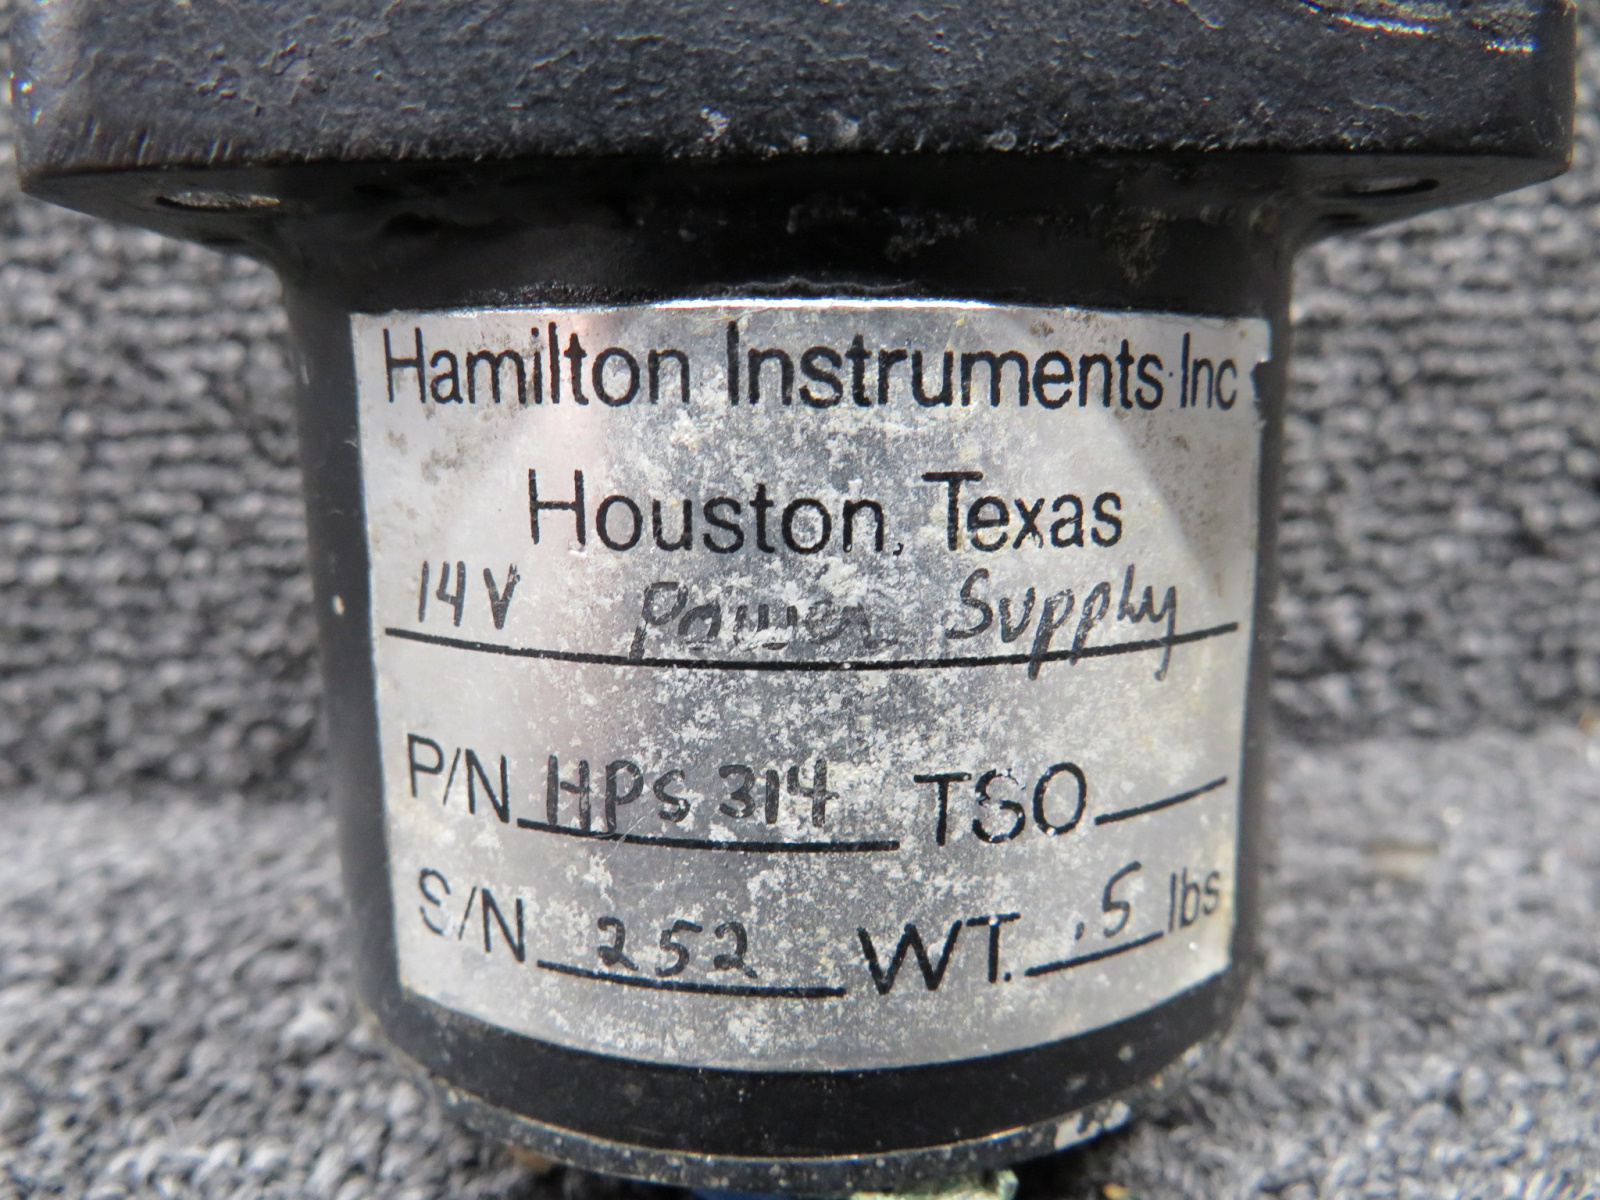 Hamilton Instruments Inc
Houston, Texas
14V Power Supply
P/N HPS 314 TSO
S/N 252 WT. .5 lbs